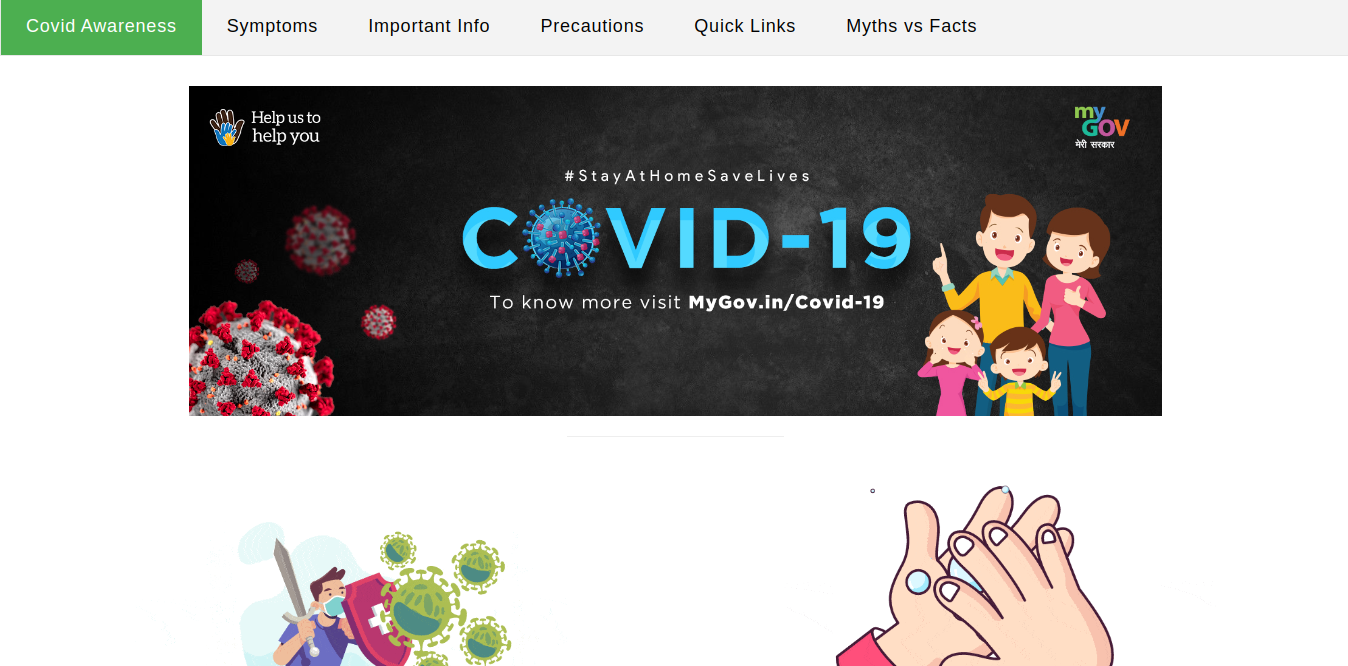 Covid Awareness Symptoms Important Info Precautions Quick Links Myths vs Facts
Help us to
help you
my
GOV
मेरी सरकार
#StayAtHomeSaveLives
COVID-19
To know more visit MyGov.in/Covid-19